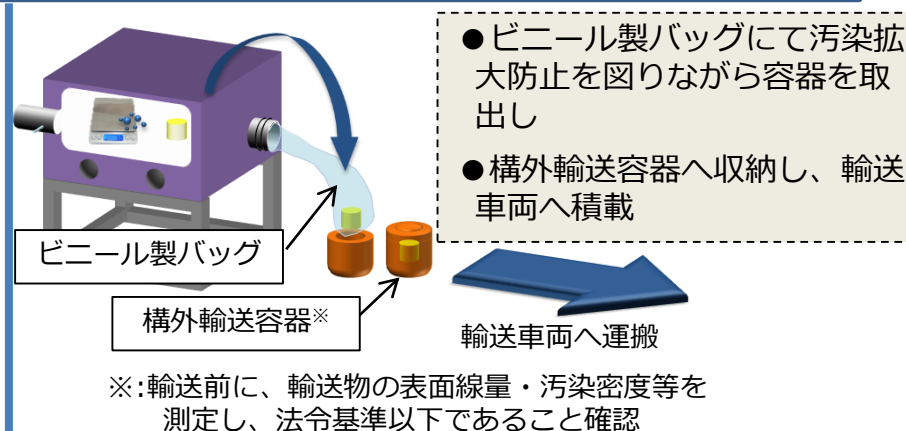 ●ビニール製バッグにて汚染拡
大防止を図りながら容器を取
出し
●構外輸送容器へ収納し、輸送
車両へ積載
ビニール製バッグ
構外輸送容器※
輸送車両へ運搬
※:輸送前に、輸送物の表面線量・汚染密度等を
測定し、法令基準以下であること確認